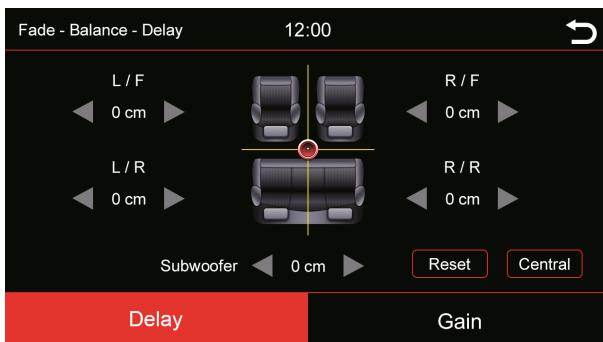 Fade - Balance - Delay 12:00
L / F R / F
0 cm 0 cm
L / R R / R
0 cm 0 cm
Subwoofer 0 cm Reset Central
Delay Gain